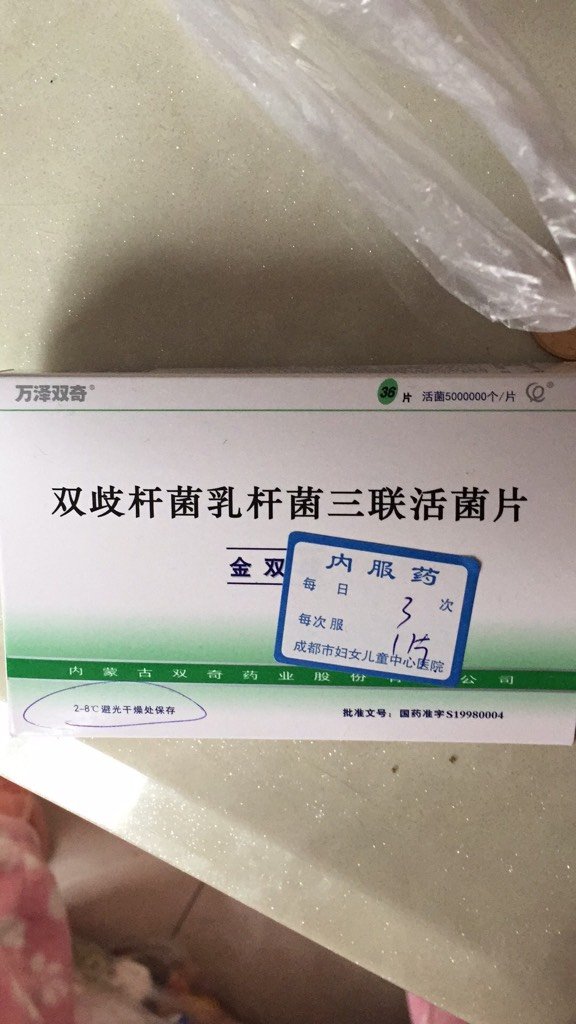 万泽双奇®
36 片 活菌5000000个/片
双歧杆菌乳杆菌三联活菌片
金双
内服药
每 日 3 次
每次服 1片
成都市妇女儿童中心医院
内蒙古双奇药业股份有 公司
2-8℃避光干燥处保存
批准文号：国药准字S19980004